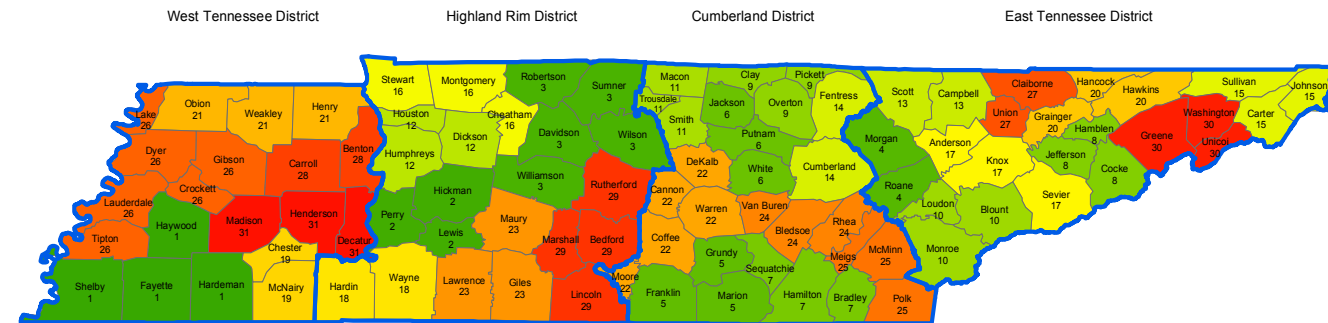 West Tennessee District
Highland Rim District
Cumberland District
East Tennessee District
Lake
26
Obion
21
Weakley
21
Henry
21
Dyer
26
Gibson
26
Carroll
28
Benton
28
Crockett
26
Lauderdale
26
Haywood
1
Madison
31
Henderson
31
Decatur
31
Tipton
26
Chester
19
Shelby
1
Fayette
1
Hardeman
1
McNairy
19
Hardin
18
Stewart
16
Montgomery
16
Robertson
3
Sumner
3
Houston
12
Cheatham
16
Dickson
12
Davidson
3
Wilson
3
Humphreys
12
Hickman
2
Williamson
3
Rutherford
29
Perry
2
Lewis
2
Maury
23
Marshall
29
Bedford
29
Wayne
18
Lawrence
23
Giles
23
Lincoln
29
Macon
11
Clay
9
Pickett
9
Trousdale
11
Smith
11
Jackson
6
Overton
9
Fentress
14
Putnam
6
DeKalb
22
White
6
Cumberland
14
Cannon
22
Warren
22
Van Buren
24
Coffee
22
Bledsoe
24
Rhea
24
Grundy
5
Sequatchie
7
Meigs
25
McMinn
25
Moore
22
Franklin
5
Marion
5
Hamilton
7
Bradley
7
Polk
25
Scott
13
Campbell
13
Claiborne
27
Hancock
20
Hawkins
20
Sullivan
15
Johnson
15
Union
27
Grainger
20
Hamblen
8
Greene
30
Washington
30
Carter
15
Unicoi
30
Morgan
4
Anderson
17
Knox
17
Jefferson
8
Cocke
8
Roane
4
Loudon
10
Blount
10
Sevier
17
Monroe
10